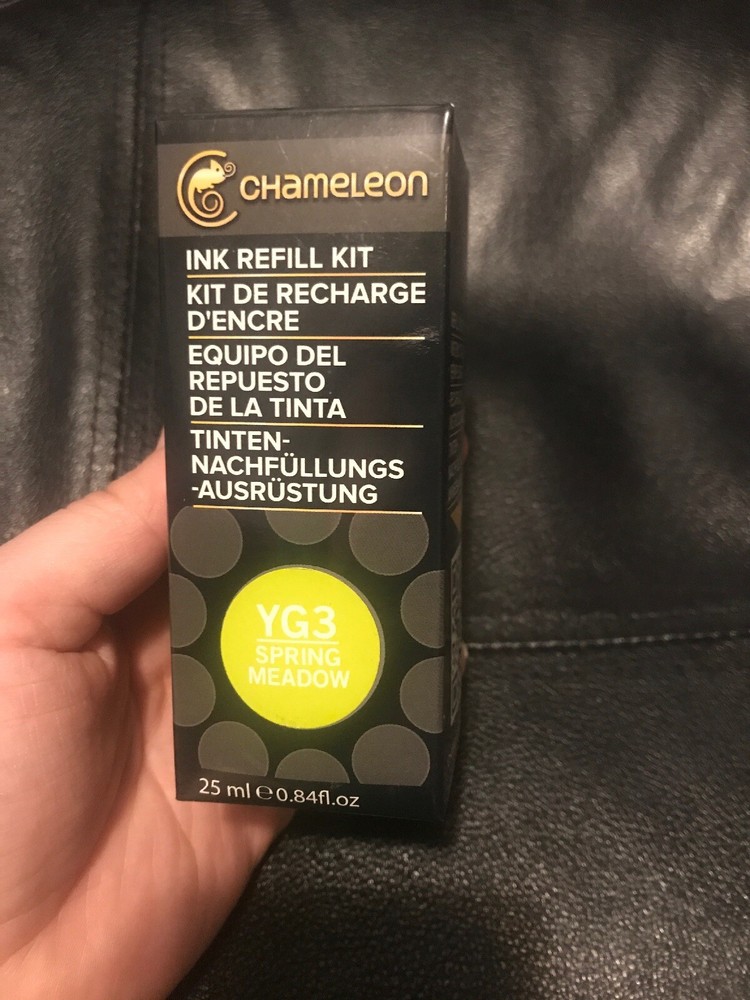 CHAMELEON
INK REFILL KIT
KIT DE RECHARGE
D'ENCRE
EQUIPO DEL
REPUESTO
DE LA TINTA
TINTEN-
NACHFÜLLUNGS
-AUSRÜSTUNG
YG3
SPRING
MEADOW
25 ml ℮ 0.84fl.oz